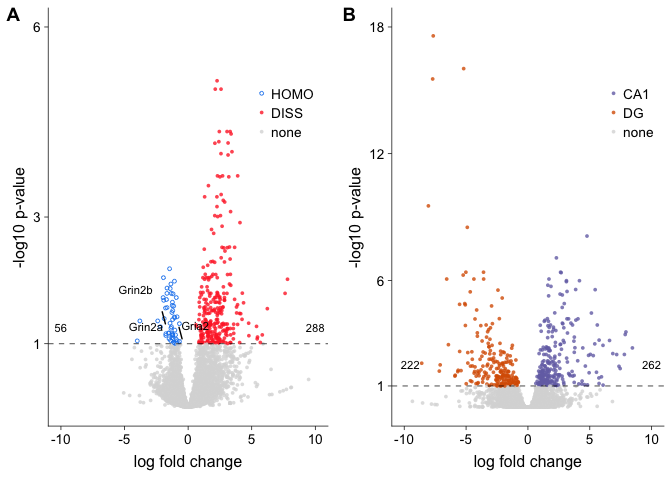 A
6
3
1
-log10 p-value
HOMO
DISS
none
Grin2b
Grin2a
Gria2
56
288
-10
-5
0
5
10
log fold change
B
18
12
6
1
-log10 p-value
CA1
DG
none
222
262
-10
-5
0
5
10
log fold change